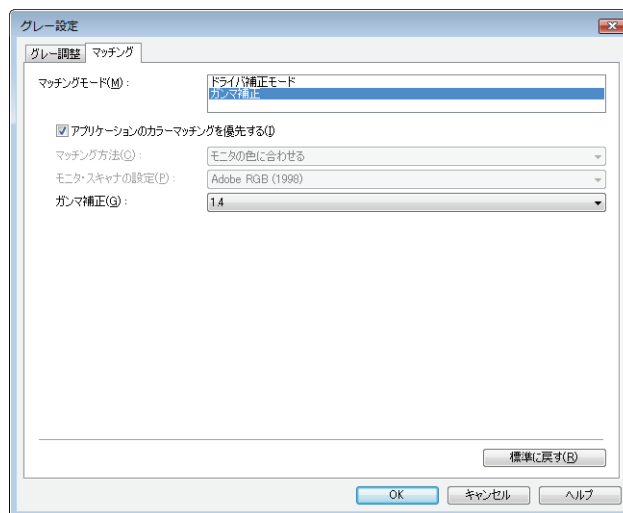 グレー設定
グレー調整 マッチング
マッチングモード(M) : ドライバ補正モード
ガンマ補正
アプリケーションのカラーマッチングを優先する(I)
マッチング方法(C) : モニタの色に合わせる
モニタ・スキャナの設定(P) : Adobe RGB (1998)
ガンマ補正(G) : 1.4
標準に戻す(R)
OK キャンセル ヘルプ